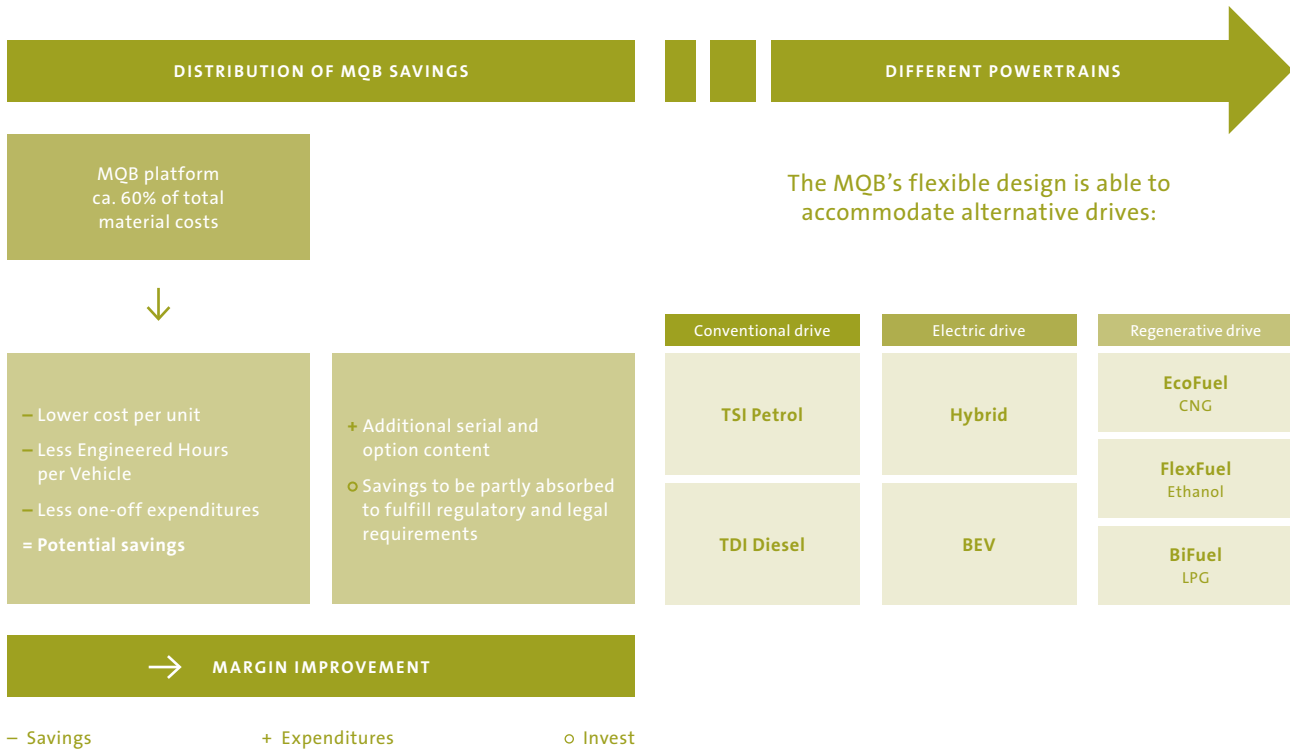 DISTRIBUTION OF MQB SAVINGS
MQB platform
ca. 60% of total
material costs
– Lower cost per unit
– Less Engineered Hours
per Vehicle
– Less one-off expenditures
= Potential savings
+ Additional serial and
option content
o Savings to be partly absorbed
to fulfill regulatory and legal
requirements
→ MARGIN IMPROVEMENT
– Savings
+ Expenditures
o Invest
DIFFERENT POWERTRAINS
The MQB’s flexible design is able to
accommodate alternative drives:
Conventional drive
TSI Petrol
TDI Diesel
Electric drive
Hybrid
BEV
Regenerative drive
EcoFuel
CNG
FlexFuel
Ethanol
BiFuel
LPG